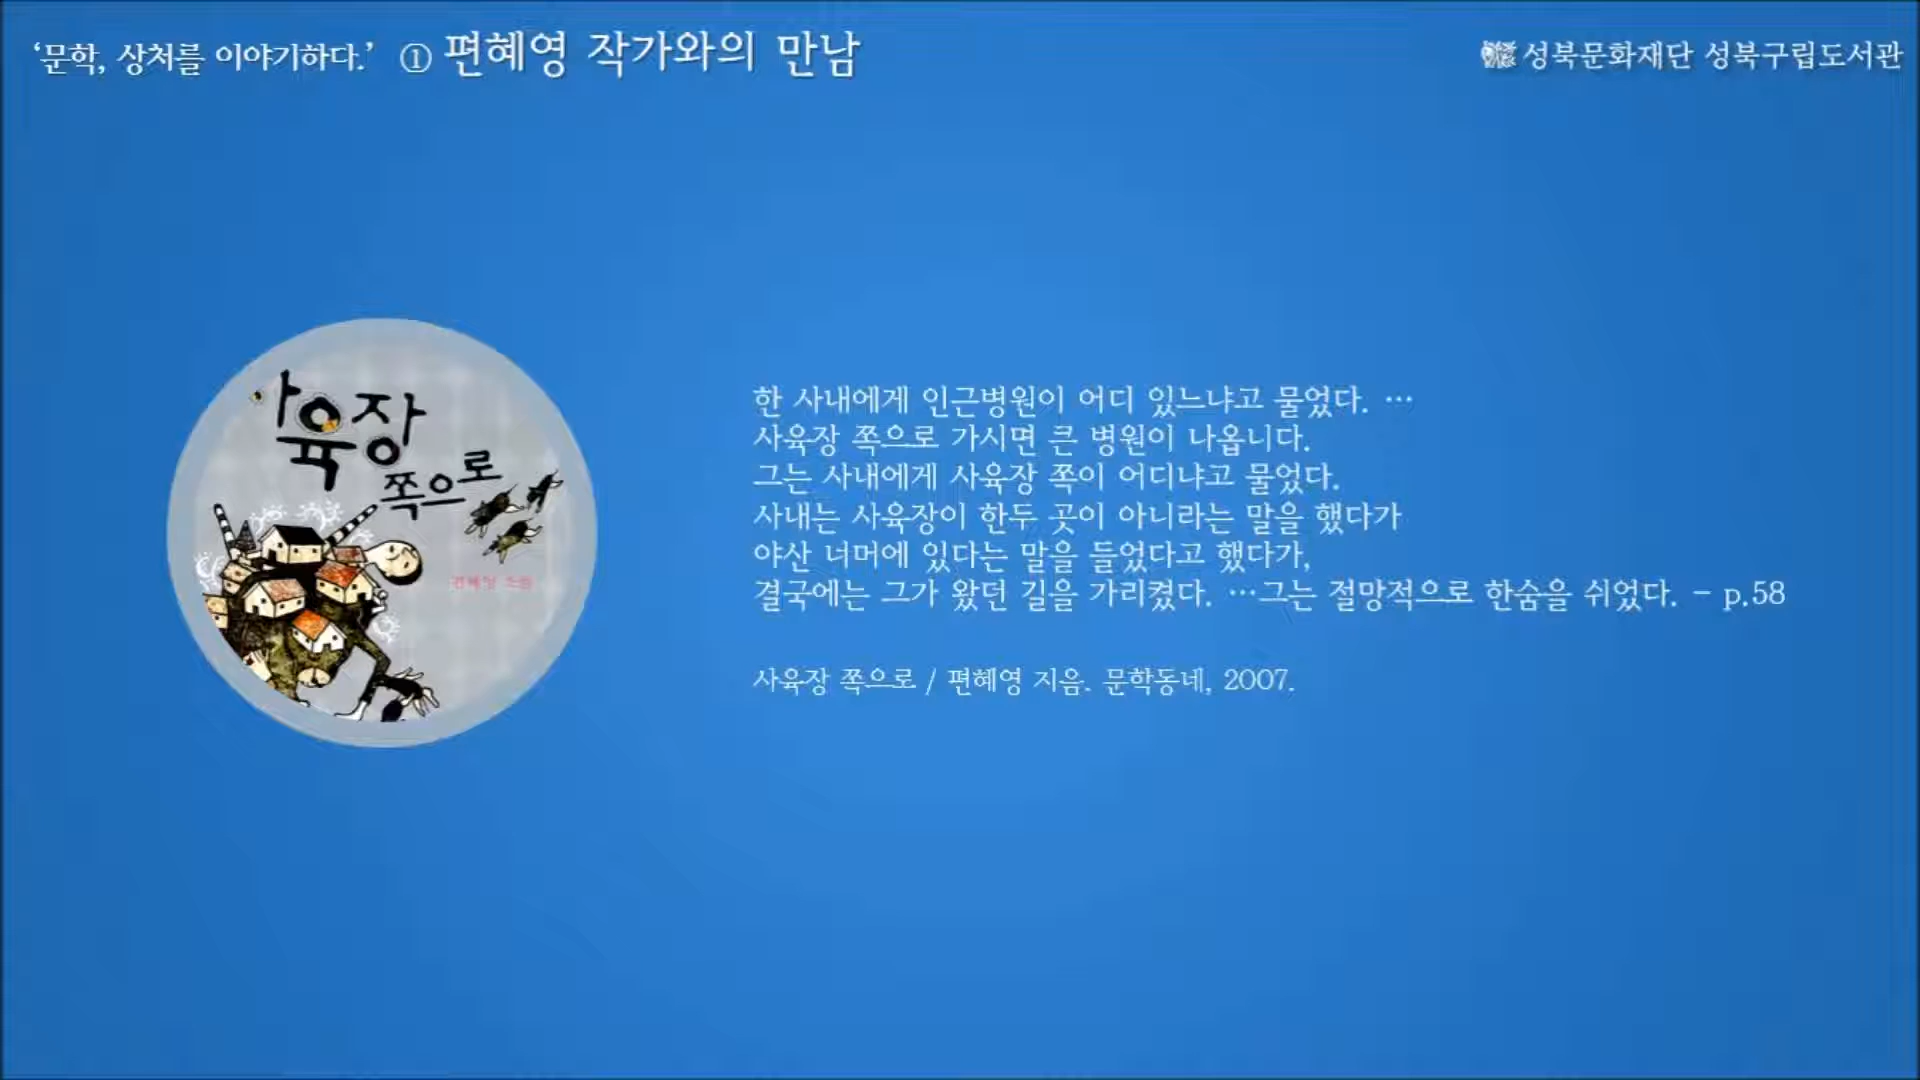 ‘문학, 상처를 이야기하다.’ ① 편혜영 작가와의 만남
성북문화재단 성북구립도서관
사육장
쪽으로
편혜영 소설
한 사내에게 인근병원이 어디 있느냐고 물었다. …
사육장 쪽으로 가시면 큰 병원이 나옵니다.
그는 사내에게 사육장 쪽이 어디냐고 물었다.
사내는 사육장이 한두 곳이 아니라는 말을 했다가
야산 너머에 있다는 말을 들었다고 했다가,
결국에는 그가 왔던 길을 가리켰다. …그는 절망적으로 한숨을 쉬었다. - p.58
사육장 쪽으로 / 편혜영 지음. 문학동네, 2007.